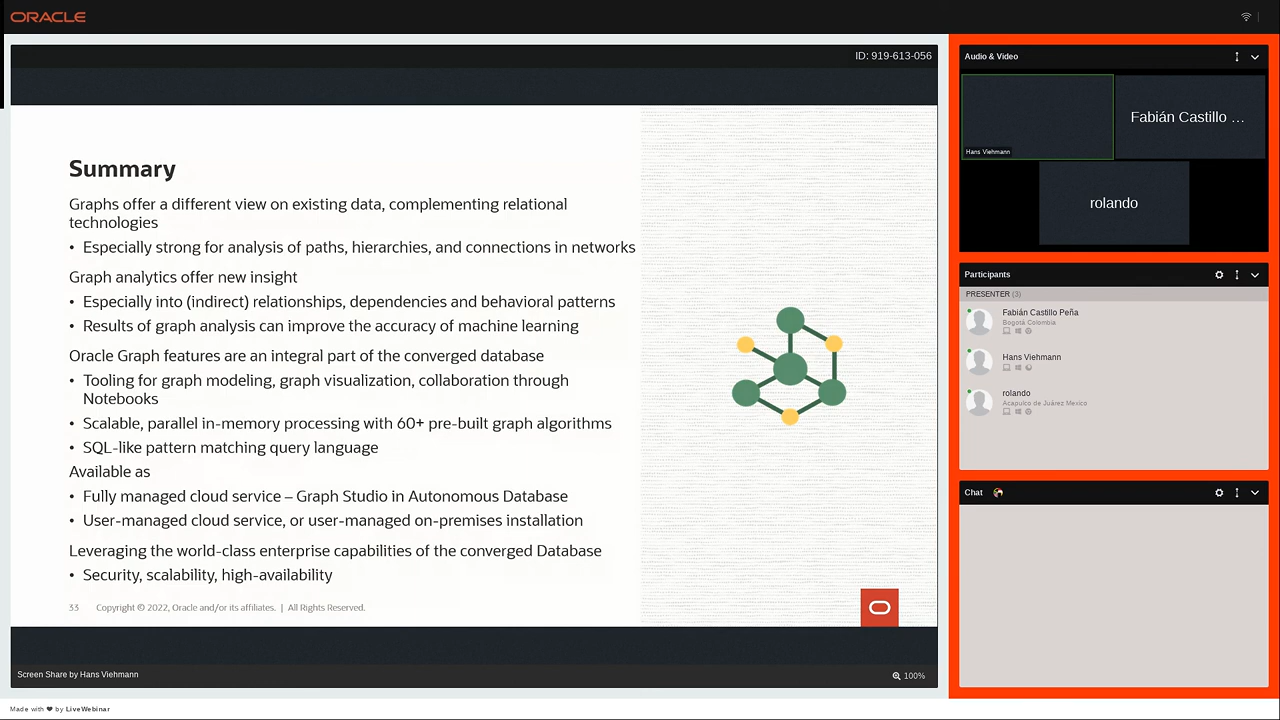 ORACLE
ID: 919-613-056
Summary
Graphs offer a different view on existing data, complementing relational
technologies
• Especially strong for analysis of paths, hierarchies, and connections in networks
Graph analytics offer new insight
• Especially into (indirect) relationships, dependencies and behavioral patterns
• Results of graph analysis can improve accuracy of machine learning
Oracle Graph features are an integral part of the converged database
• Tooling for graph modeling, graph visualization, collaboration through
Notebooks
• Scalable, parallel in-memory processing with 60+ pre-built graph algorithms
• SQL-like pattern matching query language
Available as
• Fully managed cloud service – Graph Studio in Autonomous Database
• User-managed cloud service, or user-managed on-premises installation
Leveraging the world-class enterprise capabilities of the converged Database
• Security, scalability, high-availability
2022, Oracle and/or its affiliates. | All Rights reserved.
Screen Share by Hans Viehmann
100%
Audio & Video
Hans Viehmann
Fabián Castillo ...
rolando
Participants
PRESENTER (3)
Fabián Castillo Peña
Bogotá Colombia
Hans Viehmann
rolando
Acapulco de Juárez Mexico
Chat
Made with ❤ by LiveWebinar